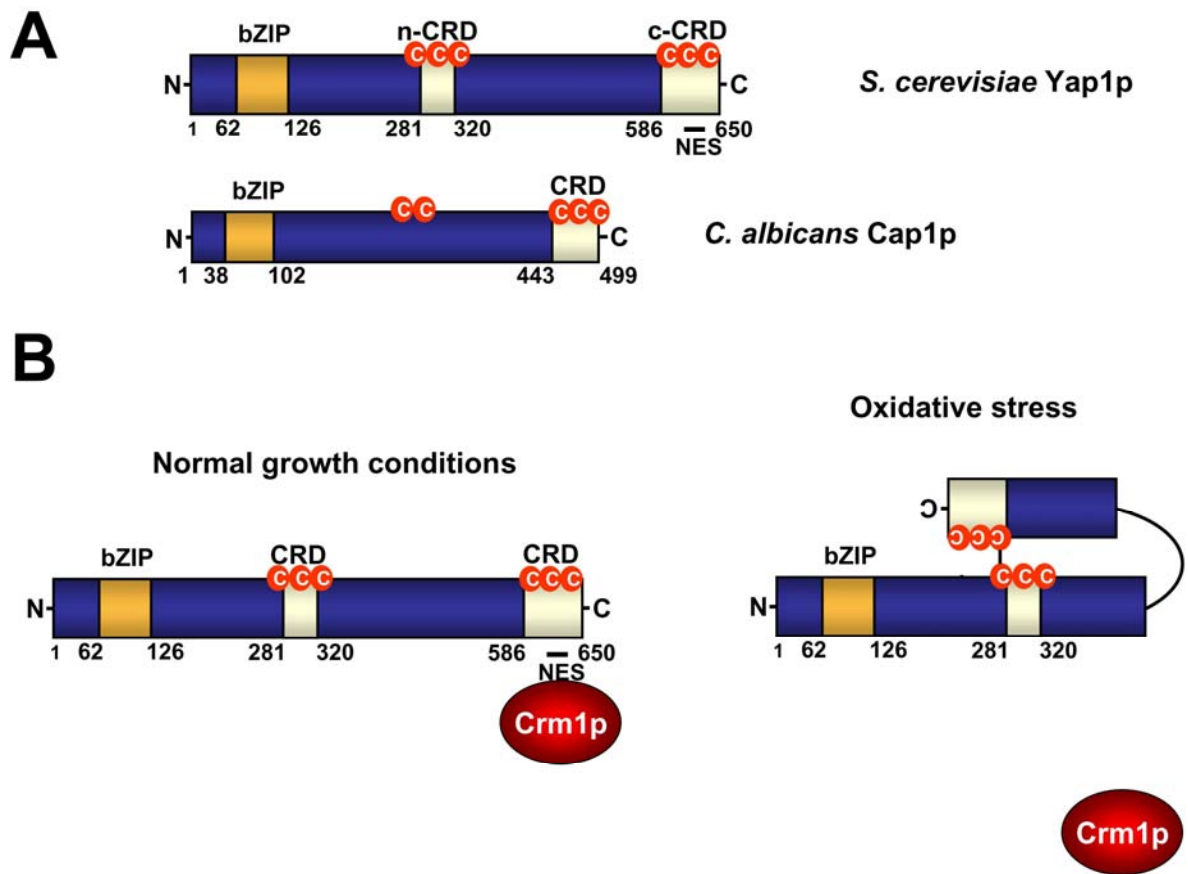 A
bZIP n-CRD c-CRD
C C C C C C
N C
1 62 126 281 320 586 650
NES
S. cerevisiae Yap1p
bZIP CRD
C C C C C
N C
1 38 102 443 499
C. albicans Cap1p
B
Normal growth conditions
bZIP CRD CRD
C C C C C C
N C
1 62 126 281 320 586 650
NES
Crm1p
Oxidative stress
C
C C C
bZIP
C C C
N
1 62 126 281 320
Crm1p